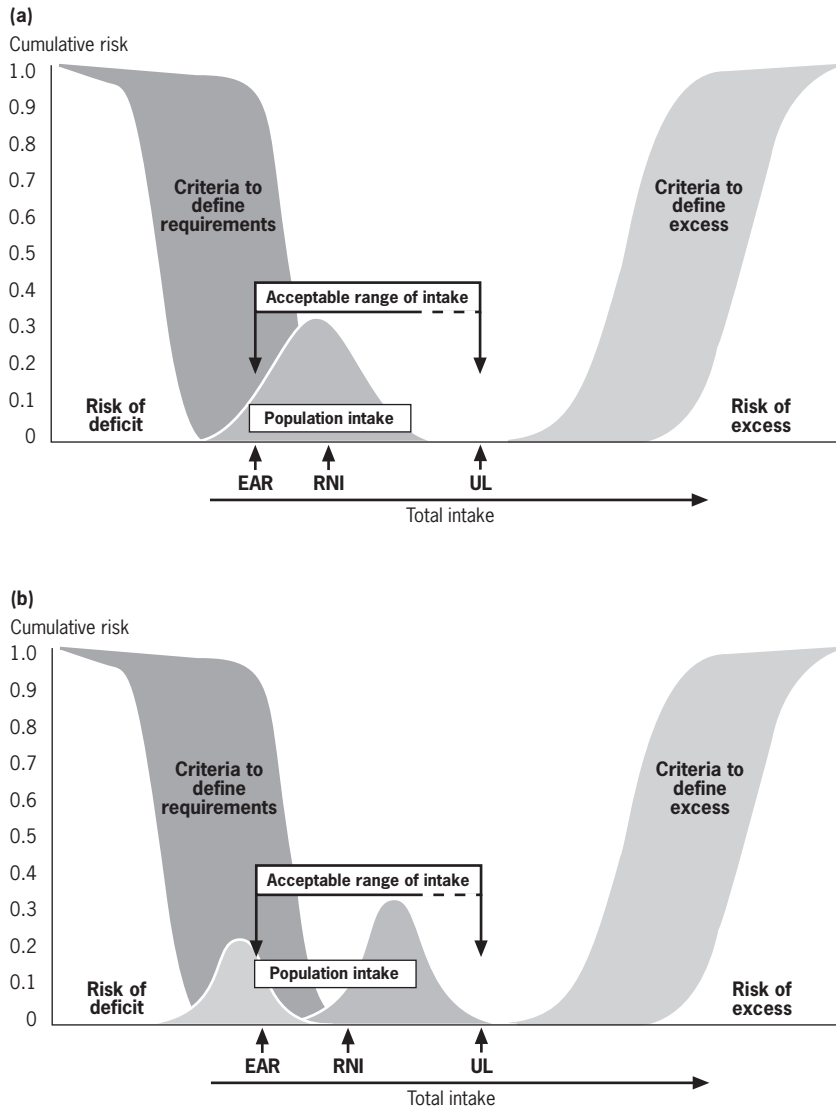 (a)
Cumulative risk
1.0
0.9
0.8
0.7
0.6
0.5
0.4
0.3
0.2
0.1
0
Criteria to
define
requirements
Criteria to
define
excess
Acceptable range of intake
Risk of
deficit
Population intake
Risk of
excess
EAR RNI UL
Total intake
(b)
Cumulative risk
1.0
0.9
0.8
0.7
0.6
0.5
0.4
0.3
0.2
0.1
0
Criteria to
define
requirements
Criteria to
define
excess
Acceptable range of intake
Risk of
deficit
Population intake
Risk of
excess
EAR RNI UL
Total intake